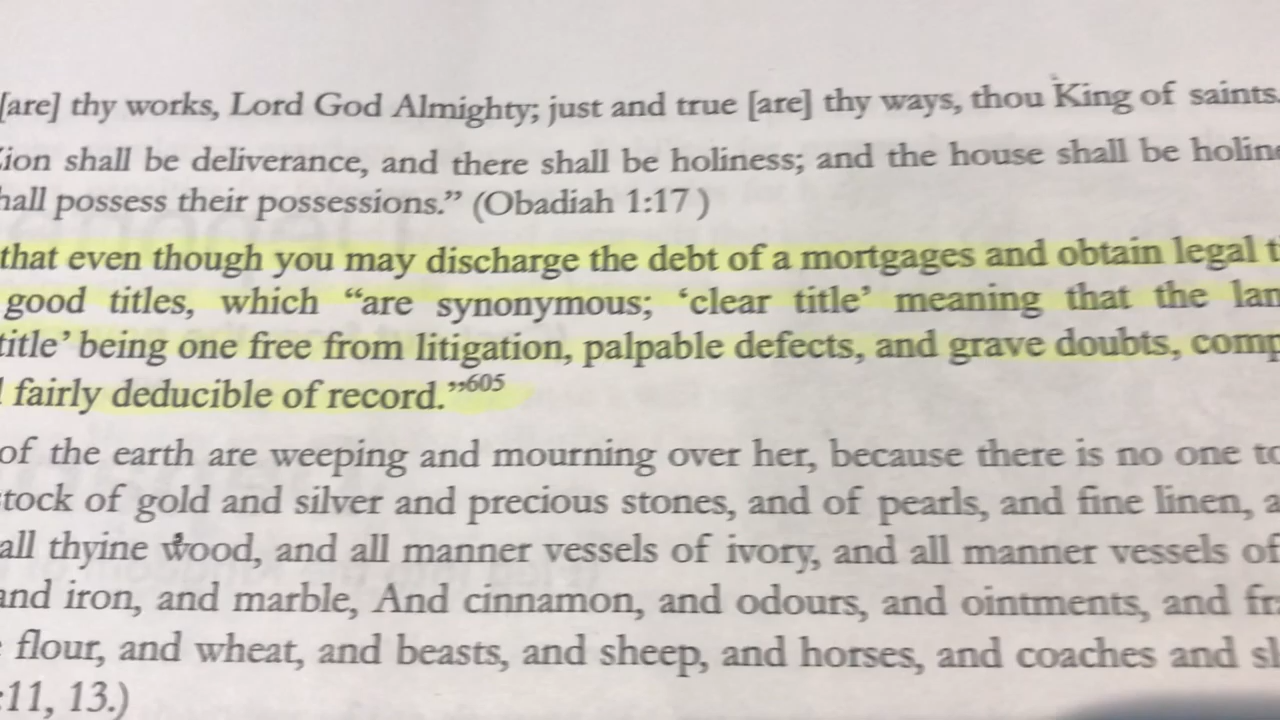 [are] thy works, Lord God Almighty; just and true [are] thy ways, thou King of saints.
shall be deliverance, and there shall be holiness; and the house shall be
possess their possessions.” (Obadiah 1:17 )
that even though you may discharge the debt of a mortgages and obtain legal
good titles, which “are synonymous; ‘clear title’ meaning that the
title’ being one free from litigation, palpable defects, and grave doubts,
fairly deducible of record.”605
of the earth are weeping and mourning over her, because there is no one
of gold and silver and precious stones, and of pearls, and fine linen,
all thyine wood, and all manner vessels of ivory, and all manner vessels of
and iron, and marble, And cinnamon, and odours, and ointments, and
flour, and wheat, and beasts, and sheep, and horses, and coaches and
:11, 13.)